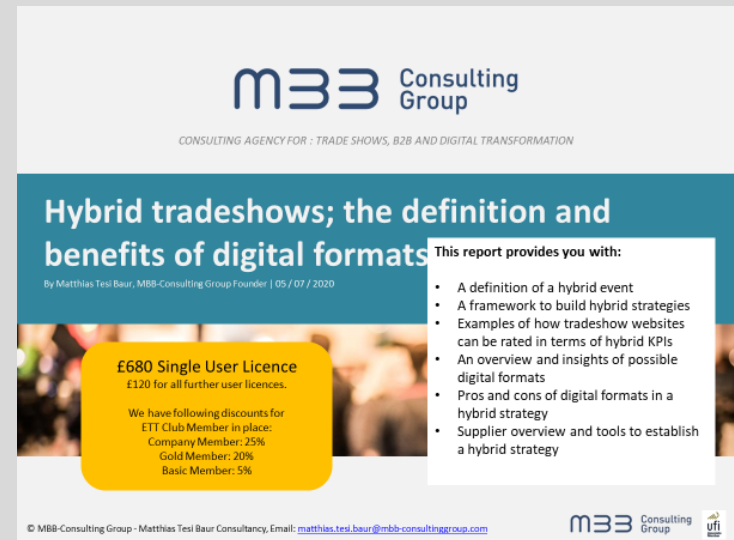 MBB Consulting
Group
CONSULTING AGENCY FOR : TRADE SHOWS, B2B AND DIGITAL TRANSFORMATION
Hybrid tradeshows; the definition and
benefits of digital formats
By Matthias Tesi Baur, MBB-Consulting Group Founder | 05 / 07 / 2020
This report provides you with:
• A definition of a hybrid event
• A framework to build hybrid strategies
• Examples of how tradeshow websites
can be rated in terms of hybrid KPIs
• An overview and insights of possible
digital formats
• Pros and cons of digital formats in a
hybrid strategy
• Supplier overview and tools to establish
a hybrid strategy
£680 Single User Licence
£120 for all further user licences.
We have following discounts for
ETT Club Member in place:
Company Member: 25%
Gold Member: 20%
Basic Member: 5%
© MBB-Consulting Group - Matthias Tesi Baur Consultancy, Email: matthias.tesi.baur@mbb-consultinggroup.com
MBB Consulting
Group
ufi